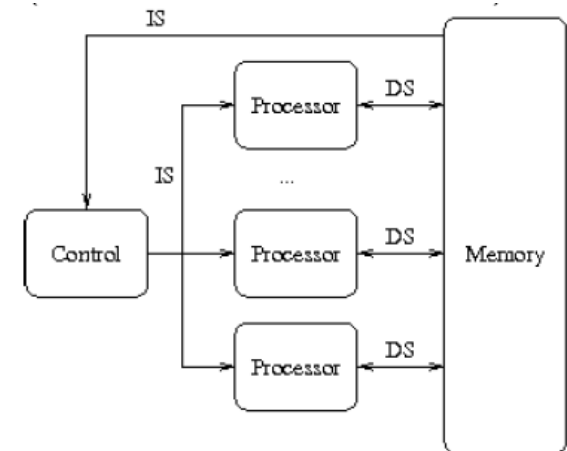 IS
DS
Processor
IS
...
DS
Control
Processor
Memory
DS
Processor